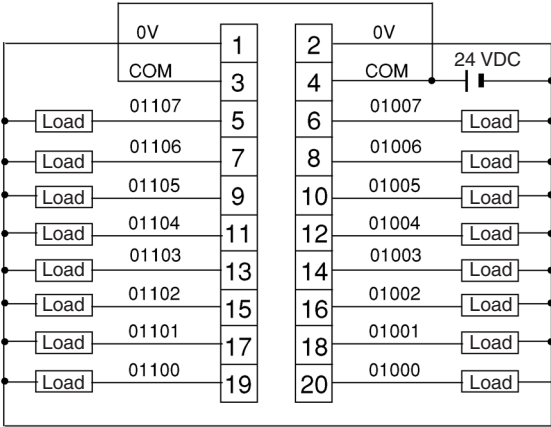 0V 1 2 0V
24 VDC
COM 3 4 COM
Load 01107 5 6 01007 Load
Load 01106 7 8 01006 Load
Load 01105 9 10 01005 Load
Load 01104 11 12 01004 Load
Load 01103 13 14 01003 Load
Load 01102 15 16 01002 Load
Load 01101 17 18 01001 Load
Load 01100 19 20 01000 Load